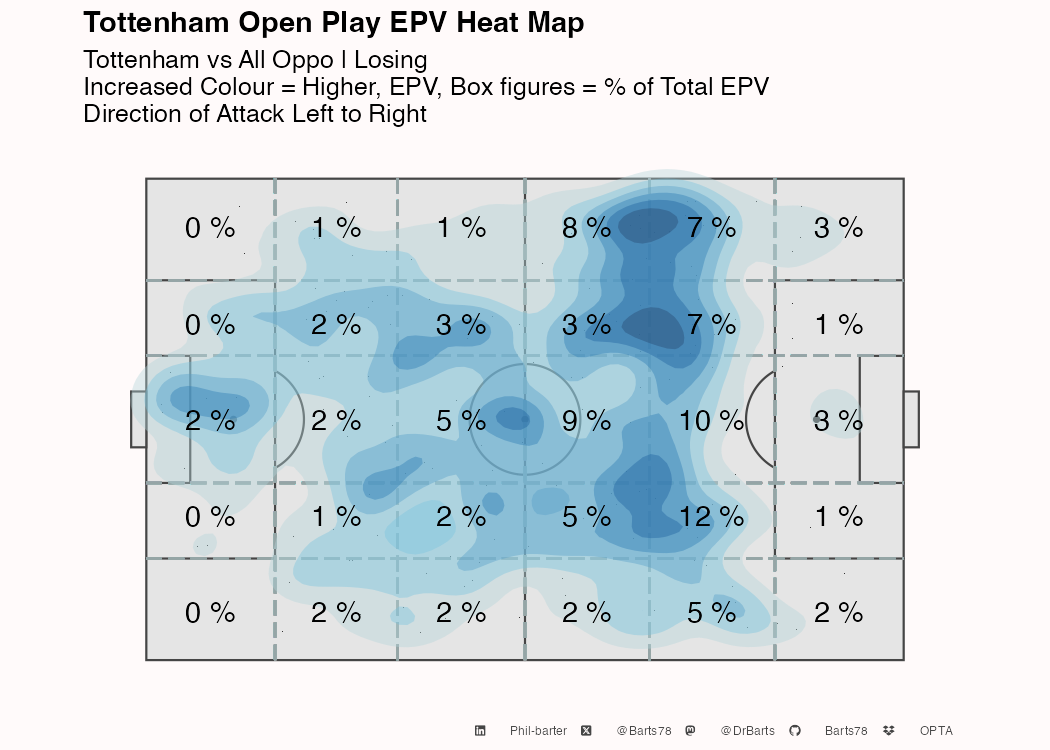 Tottenham Open Play EPV Heat Map
Tottenham vs All Oppo | Losing
Increased Colour = Higher, EPV, Box figures = % of Total EPV
Direction of Attack Left to Right
0 % 1 % 1 % 8 % 7 % 3 %
0 % 2 % 3 % 3 % 7 % 1 %
2 % 2 % 5 % 9 % 10 % 3 %
0 % 1 % 2 % 5 % 12 % 1 %
0 % 2 % 2 % 2 % 5 % 2 %
Phil-barter @Barts78 @DrBarts Barts78 OPTA